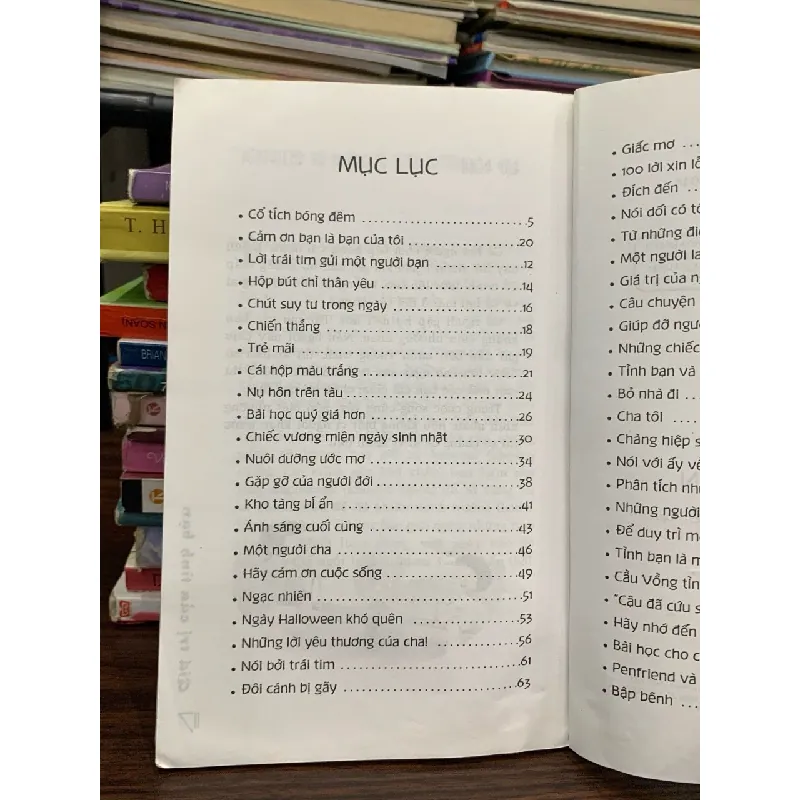 MỤC LỤC
• Cổ tích bóng đêm ........ 5
• Cảm ơn bạn là bạn của tôi ........ 20
• Lời trái tim gửi một người bạn ........ 12
• Hộp bút chì thân yêu ........ 14
• Chút suy tư trong ngày ........ 16
• Chiến thắng ........ 18
• Trẻ mãi ........ 19
• Cái hộp màu trắng ........ 21
• Nụ hôn trên tàu ........ 24
• Bài học quý giá hơn ........ 26
• Chiếc vương miện ngày sinh nhật ........ 30
• Nuôi dưỡng ước mơ ........ 34
• Gặp gỡ của người đời ........ 38
• Kho tàng bí ẩn ........ 41
• Ánh sáng cuối cùng ........ 43
• Một người cha ........ 46
• Hãy cảm ơn cuộc sống ........ 49
• Ngạc nhiên ........ 51
• Ngày Halloween khó quên ........ 53
• Những lời yêu thương của cha! ........ 56
• Nói bởi trái tim ........ 61
• Đôi cánh bị gãy ........ 63
• Giấc mơ ...
• 100 lời xin
• Đích đến ...
• Nói dối có
• Từ những
• Một người
• Giá trị của
• Câu chuyện
• Giúp đỡ
• Những chiếc
• Tình bạn và
• Bỏ nhà đi ...
• Cha tôi ...
• Chàng hiệp
• Nói với ấy
• Phân tích
• Những người
• Để duy trì
• Tình bạn là
• Cầu Vồng
• "Cậu đã cứu
• Hãy nhớ đến
• Bài học cho
• Penfriend và
• Bập bênh ...
Giá trị của tình bạn
T. H
BRIAN